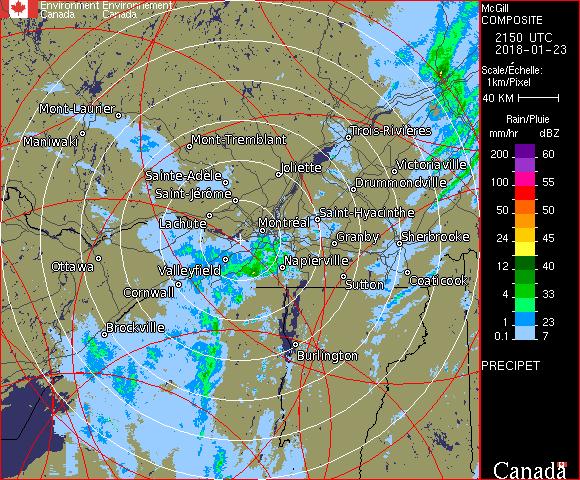 Environment Environnement
Canada Canada
McGill
COMPOSITE
2150 UTC
2018-01-23
Scale/Échelle:
1km/Pixel
40 KM
Rain/Pluie
mm/hr dBZ
200 60
100 55
50 50
24 45
12 40
4 33
1 23
0.1 7
PRECIPET
Canada
Mont-Laurier
Maniwaki
Mont-Tremblant
Trois-Rivières
Joliette
Victoriaville
Sainte-Adèle
Drummondville
Saint-Jérôme
Lachute
Montréal
Saint-Hyacinthe
Granby
Sherbrooke
Ottawa
Valleyfield
Napierville
Cornwall
Sutton
Coaticook
Brockville
Burlington